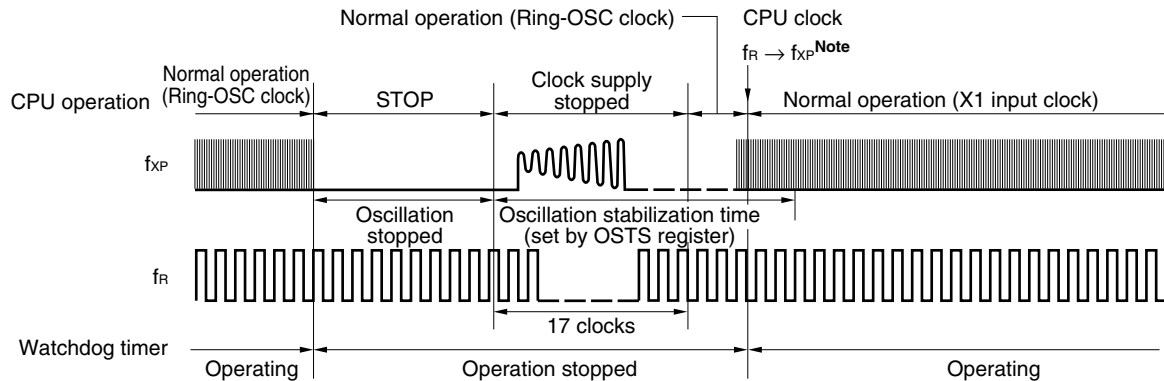 Normal operation (Ring-OSC clock)
CPU clock
fR → fXPNote
Normal operation
(Ring-OSC clock)
CPU operation
STOP
Clock supply
stopped
Normal operation (X1 input clock)
fXP
Oscillation
stopped
Oscillation stabilization time
(set by OSTS register)
fR
17 clocks
Watchdog timer
Operating
Operation stopped
Operating